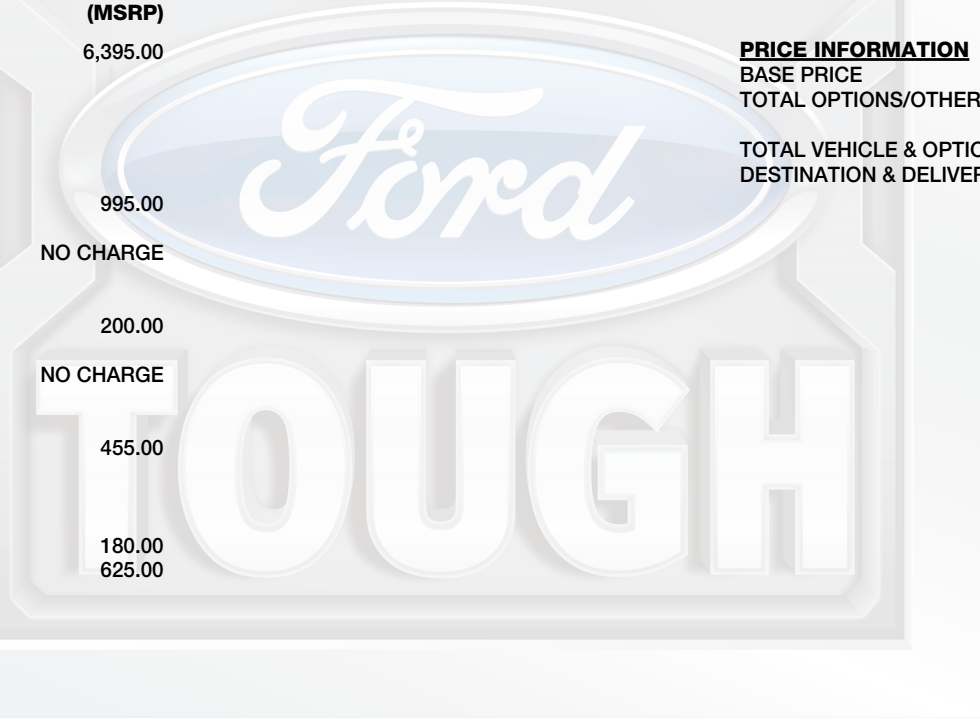 (MSRP)
6,395.00
995.00
NO CHARGE
200.00
NO CHARGE
455.00
180.00
625.00
PRICE INFORMATION
BASE PRICE
TOTAL OPTIONS/OTHER
TOTAL VEHICLE & OPTIO
DESTINATION & DELIVER
Ford
TOUGH